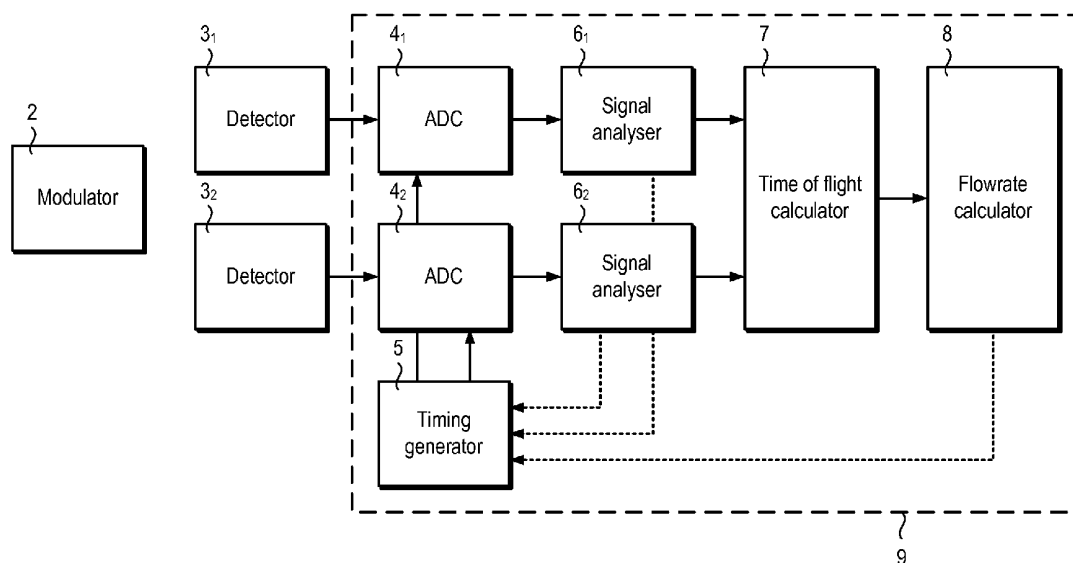 2
Modulator
3₁
Detector
3₂
Detector
4₁
ADC
4₂
ADC
5
Timing
generator
6₁
Signal
analyser
6₂
Signal
analyser
7
Time of flight
calculator
8
Flowrate
calculator
9